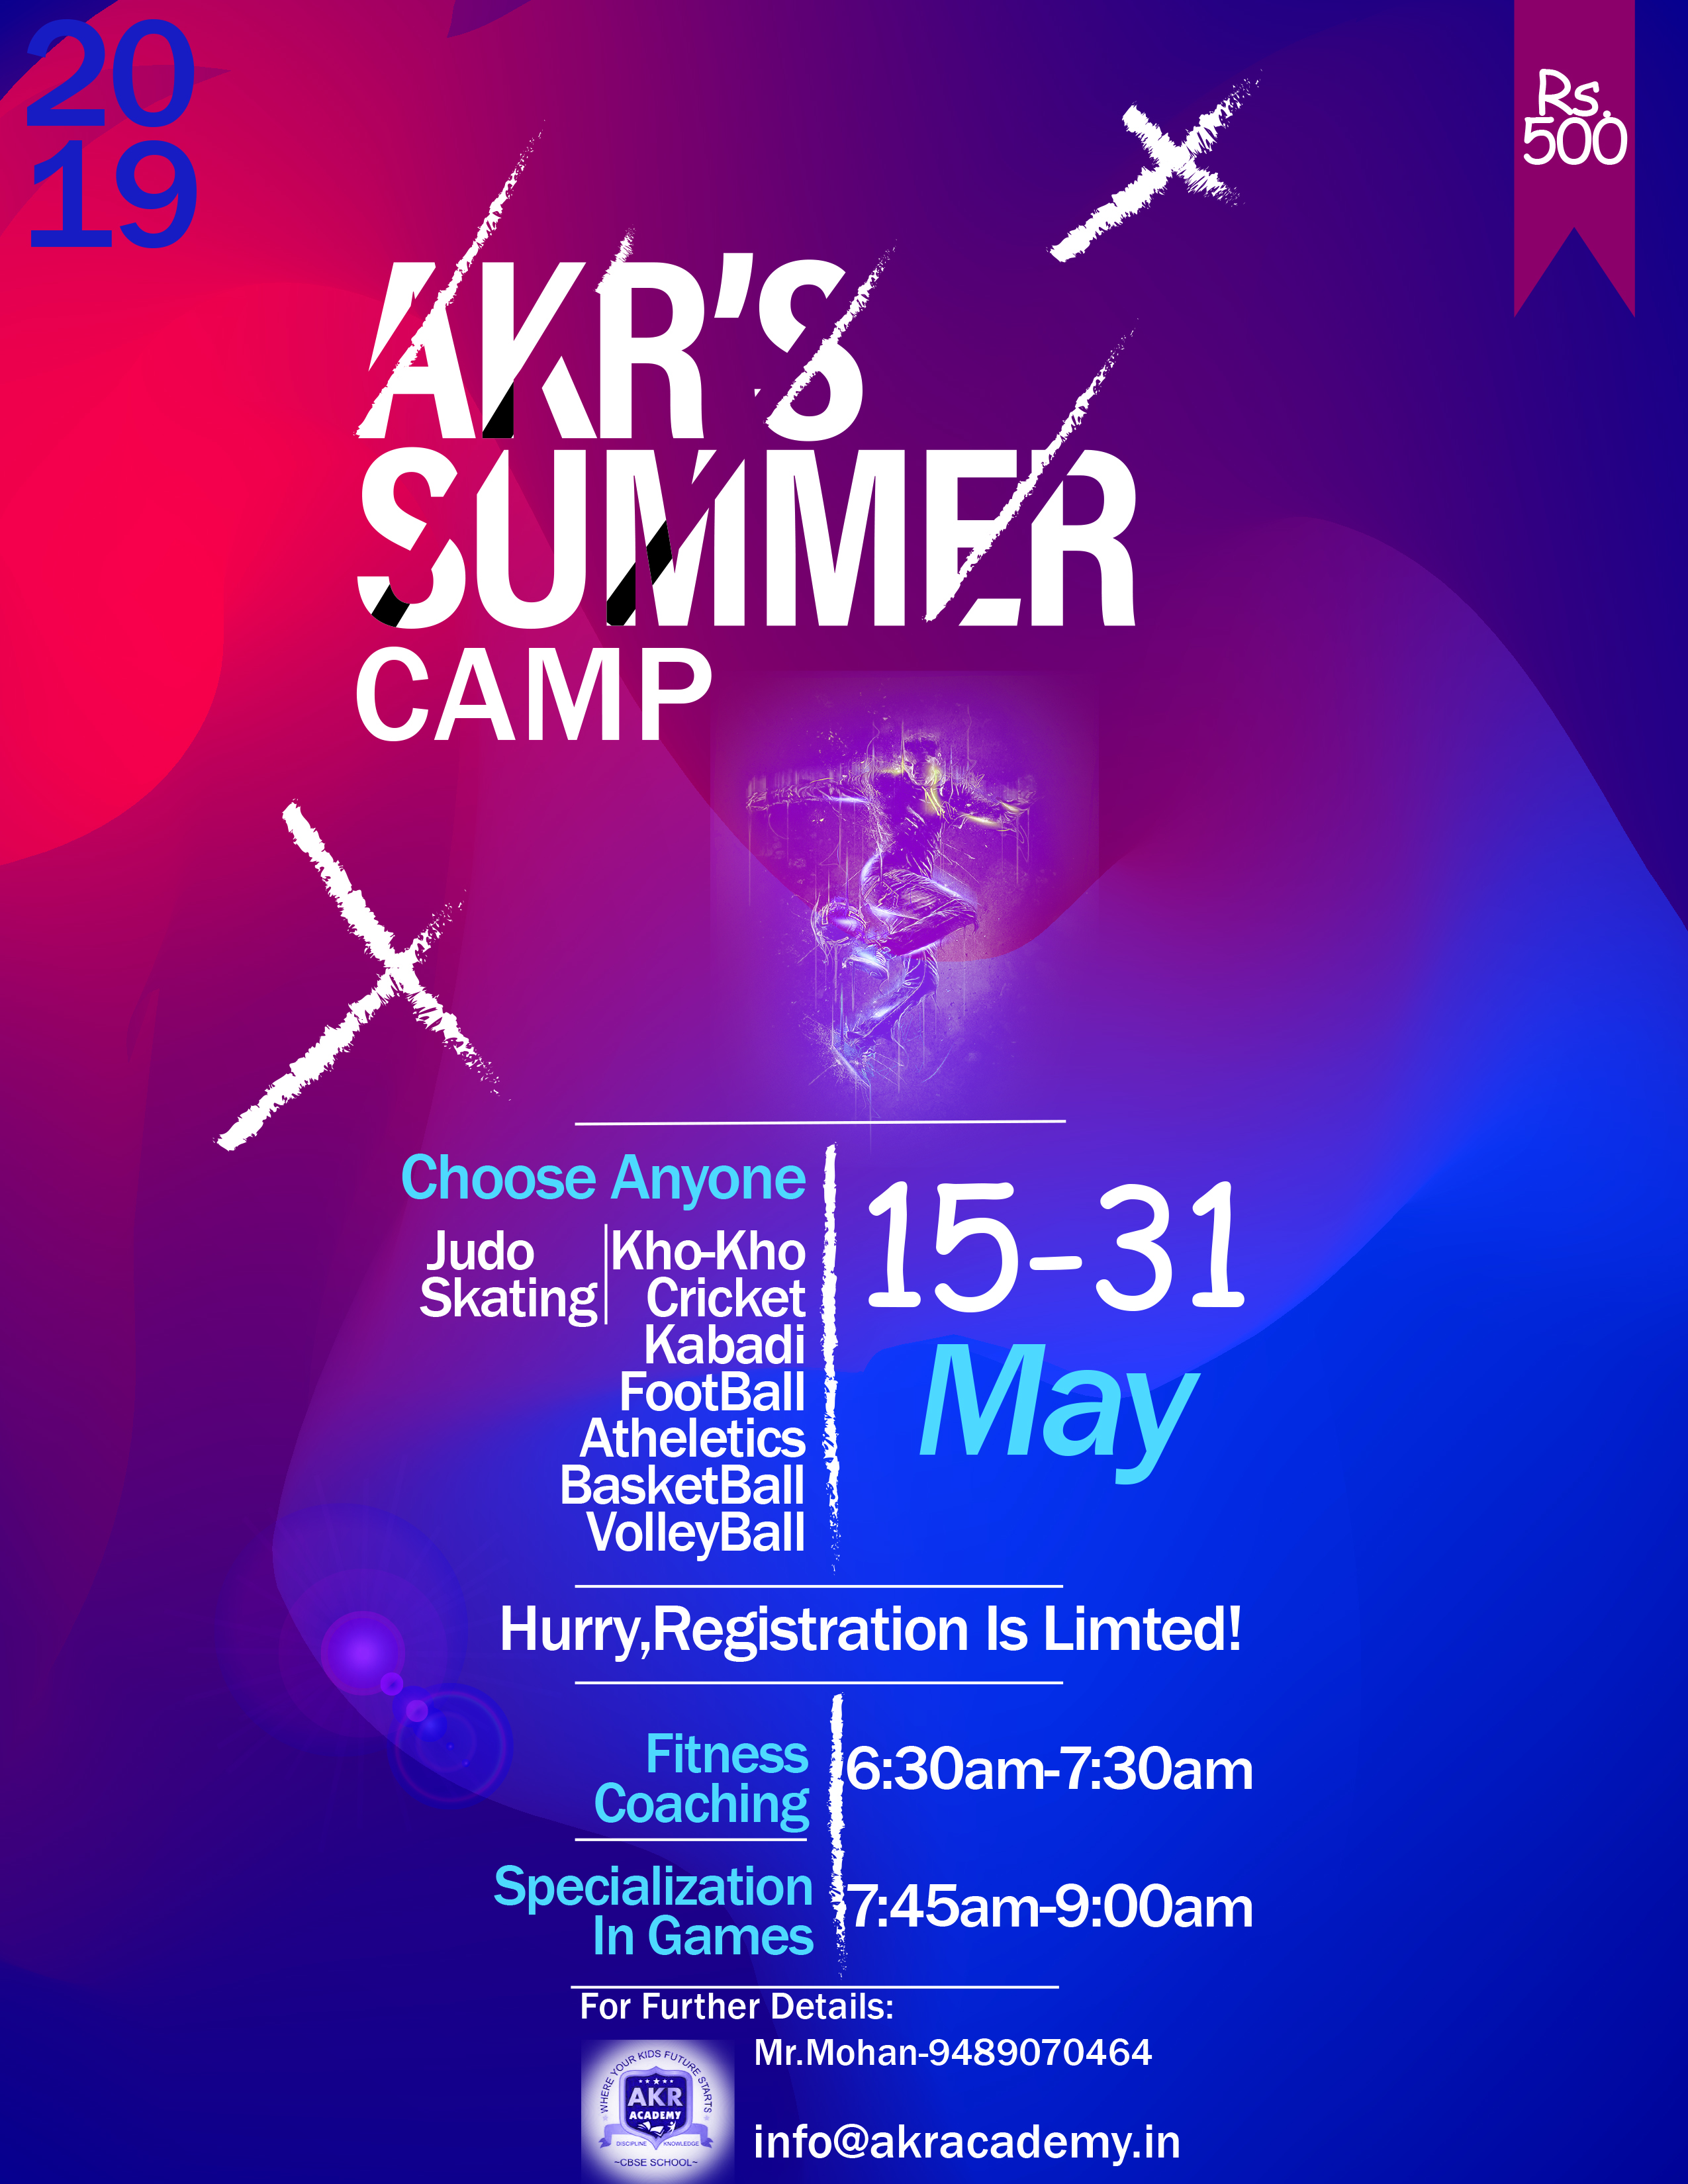 20
19
Rs.
500
AKR'S
SUMMER
CAMP
Choose Anyone
Judo
Skating
Kho-Kho
Cricket
Kabadi
FootBall
Atheletics
BasketBall
VolleyBall
15-31
May
Hurry,Registration Is Limted!
Fitness
Coaching
6:30am-7:30am
Specialization
In Games
7:45am-9:00am
For Further Details:
Mr.Mohan-9489070464
info@akracademy.in
WHERE YOUR KIDS FUTURE STARTS
AKR
ACADEMY
DISCIPLINE KNOWLEDGE
~CBSE SCHOOL~